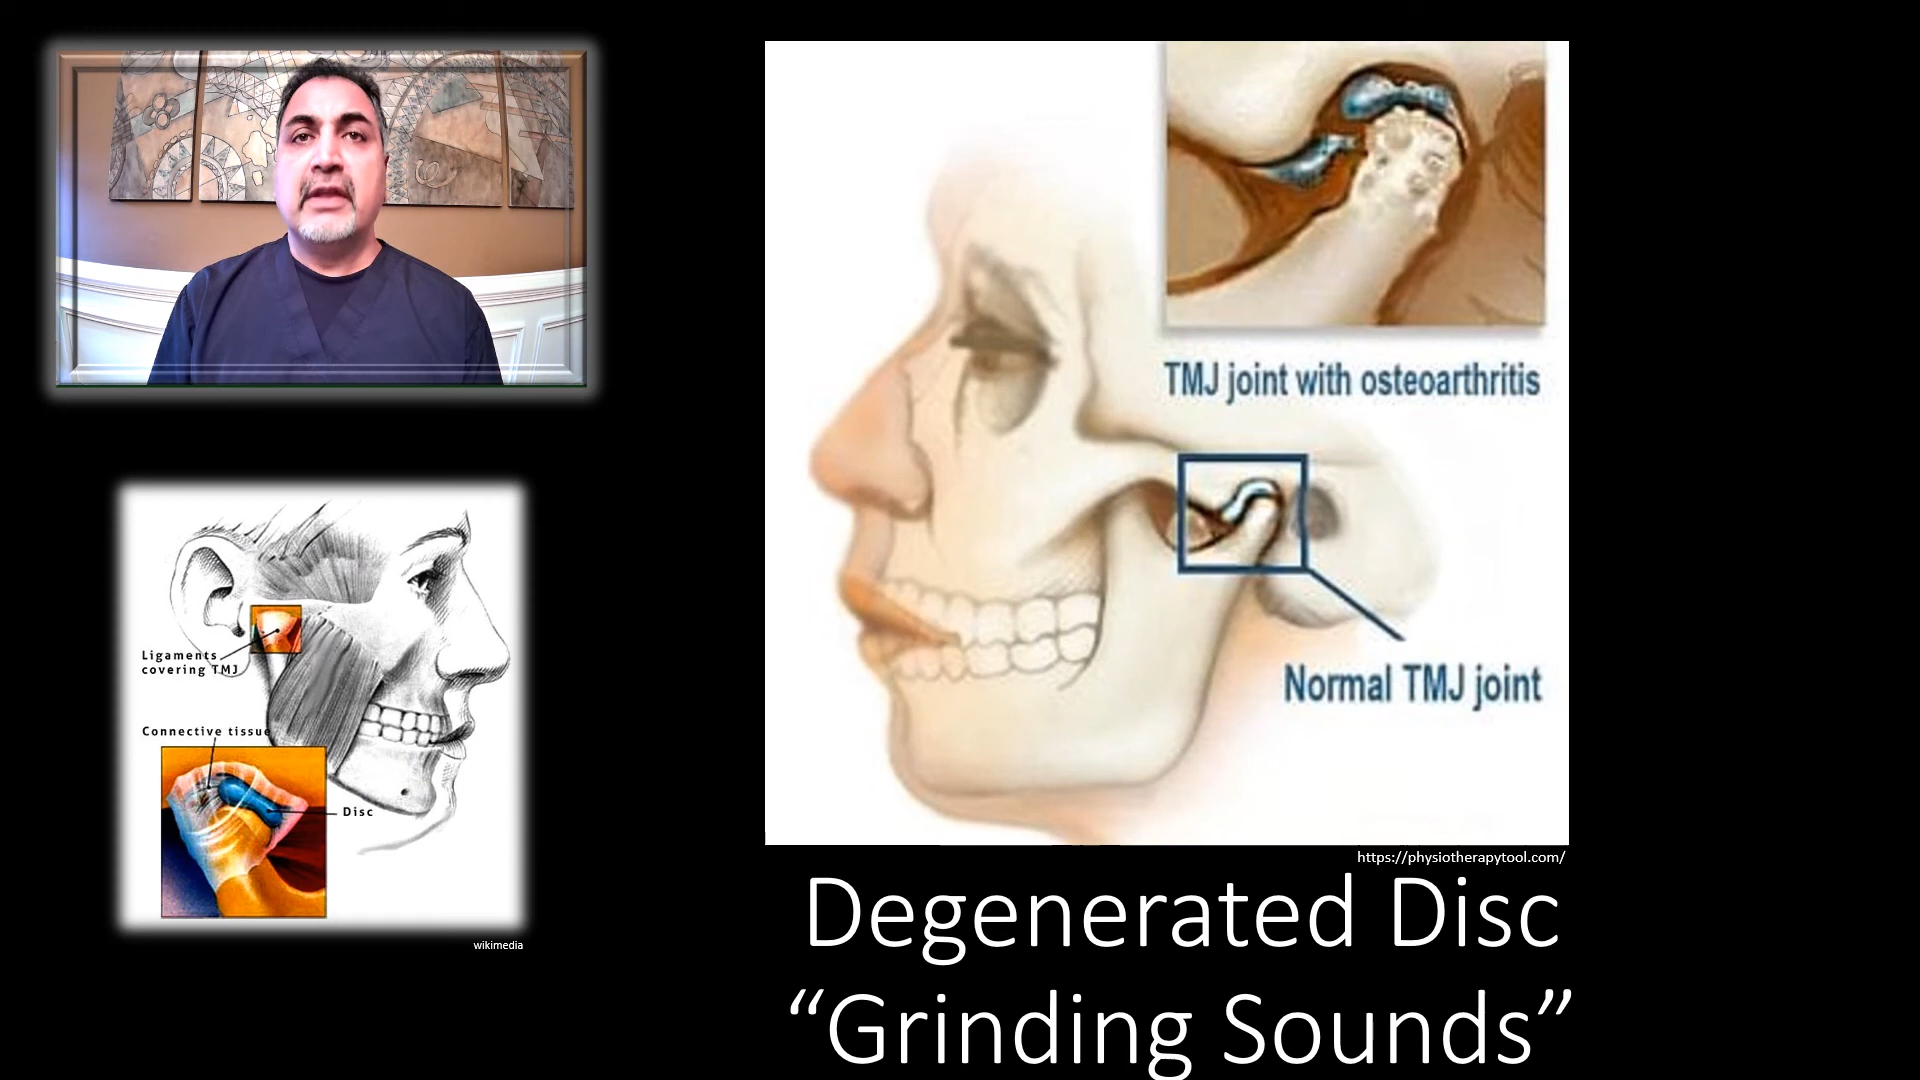 Ligaments
covering TMJ
Connective tissue
Disc
wikimedia
TMJ joint with osteoarthritis
Normal TMJ joint
https://physiotherapytool.com/
Degenerated Disc
“Grinding Sounds”